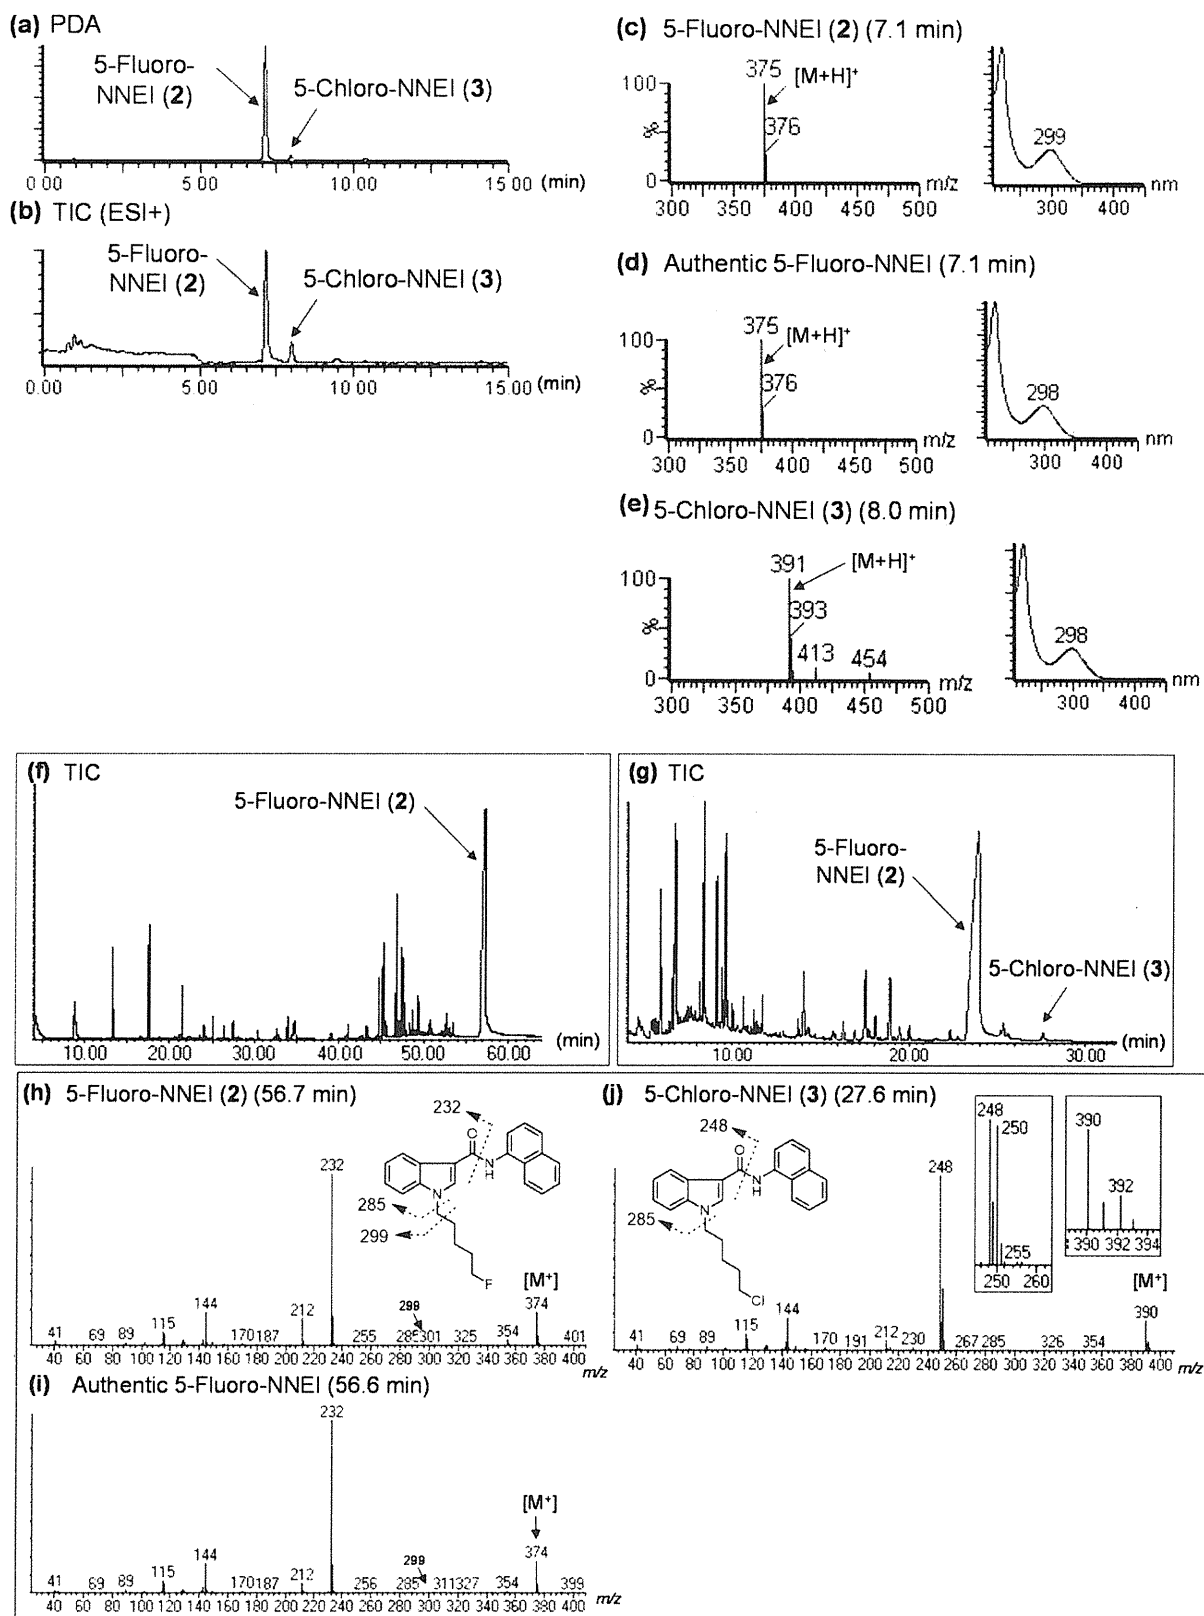 (a) PDA
5-Fluoro-
NNEI (2)
5-Chloro-NNEI (3)
0.00 5.00 10.00 15.00 (min)
(b) TIC (ESI+)
5-Fluoro-
NNEI (2)
5-Chloro-NNEI (3)
0.00 5.00 10.00 15.00 (min)
(c) 5-Fluoro-NNEI (2) (7.1 min)
100
%
0
375
[M+H]+
376
300 350 400 450 500 m/z
299
300 400 nm
(d) Authentic 5-Fluoro-NNEI (7.1 min)
100
%
0
375
[M+H]+
376
300 350 400 450 500 m/z
298
300 400 nm
(e) 5-Chloro-NNEI (3) (8.0 min)
100
%
0
391
[M+H]+
393
413
454
300 350 400 450 500 m/z
298
300 400 nm
(f) TIC
5-Fluoro-NNEI (2)
10.00 20.00 30.00 40.00 50.00 60.00 (min)
(g) TIC
5-Fluoro-
NNEI (2)
5-Chloro-NNEI (3)
10.00 20.00 30.00 (min)
(h) 5-Fluoro-NNEI (2) (56.7 min)
232
O
N
H
N
285
299
F
232
[M+]
41 69 89 115 144 170 187 212 255 285 299 301 325 354 374 401
40 60 80 100 120 140 160 180 200 220 240 260 280 300 320 340 360 380 400 m/z
(i) Authentic 5-Fluoro-NNEI (56.6 min)
232
[M+]
41 69 89 115 144 170 187 212 256 285 299 311 327 354 374 399
40 60 80 100 120 140 160 180 200 220 240 260 280 300 320 340 360 380 400 m/z
(j) 5-Chloro-NNEI (3) (27.6 min)
248
O
N
H
N
285
Cl
248
248
250
255
250 260
390
392
390 392 394
[M+]
41 69 89 115 144 170 191 212 230 267 285 326 354 390
40 60 80 100 120 140 160 180 200 220 240 260 280 300 320 340 360 380 400 m/z